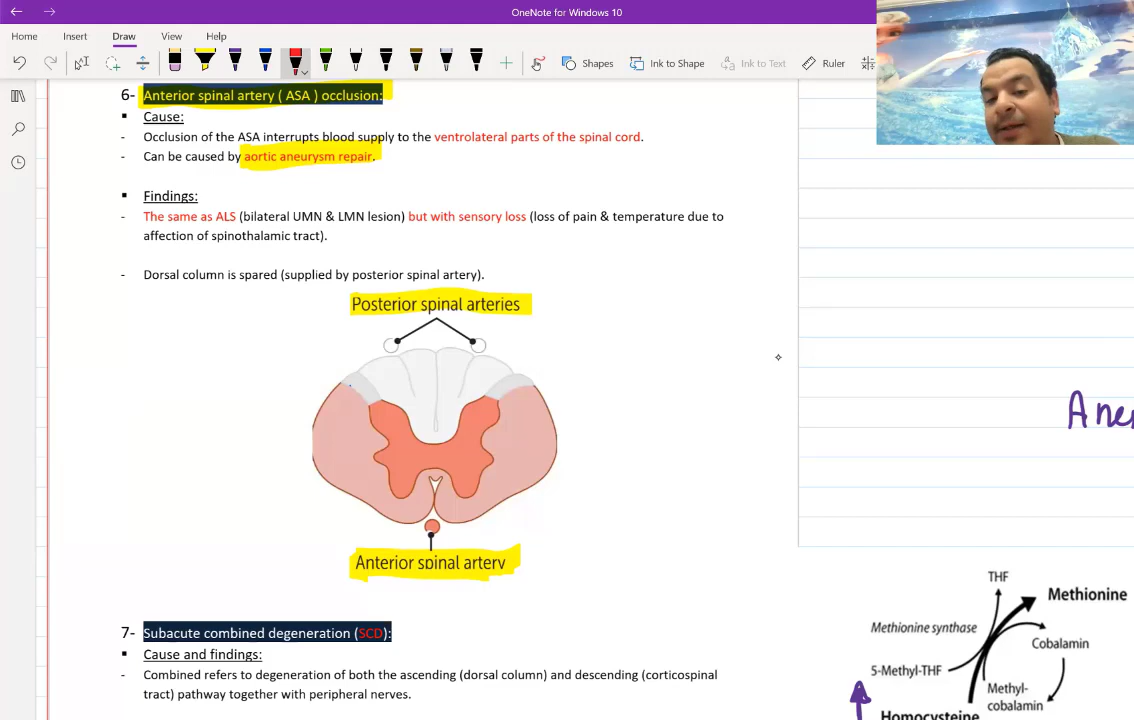 OneNote for Windows 10
Home Insert Draw View Help
Shapes Ink to Shape Ink to Text Ruler
6- Anterior spinal artery ( ASA ) occlusion:
▪ Cause:
- Occlusion of the ASA interrupts blood supply to the ventrolateral parts of the spinal cord.
- Can be caused by aortic aneurysm repair.
▪ Findings:
- The same as ALS (bilateral UMN & LMN lesion) but with sensory loss (loss of pain & temperature due to
affection of spinothalamic tract).
- Dorsal column is spared (supplied by posterior spinal artery).
Posterior spinal arteries
Anterior spinal artery
7- Subacute combined degeneration (SCD):
▪ Cause and findings:
- Combined refers to degeneration of both the ascending (dorsal column) and descending (corticospinal
tract) pathway together with peripheral nerves.
THF
Methionine
Methionine synthase
Cobalamin
5-Methyl-THF
Methyl-
cobalamin
Homocysteine